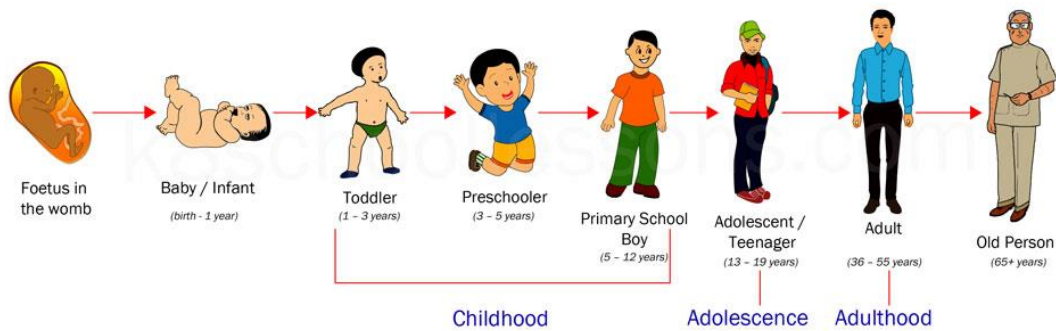 Foetus in
the womb
Baby / Infant
(birth - 1 year)
Toddler
(1 – 3 years)
Preschooler
(3 – 5 years)
Primary School
Boy
(5 – 12 years)
Adolescent /
Teenager
(13 – 19 years)
Adult
(36 – 55 years)
Old Person
(65+ years)
Childhood
Adolescence
Adulthood